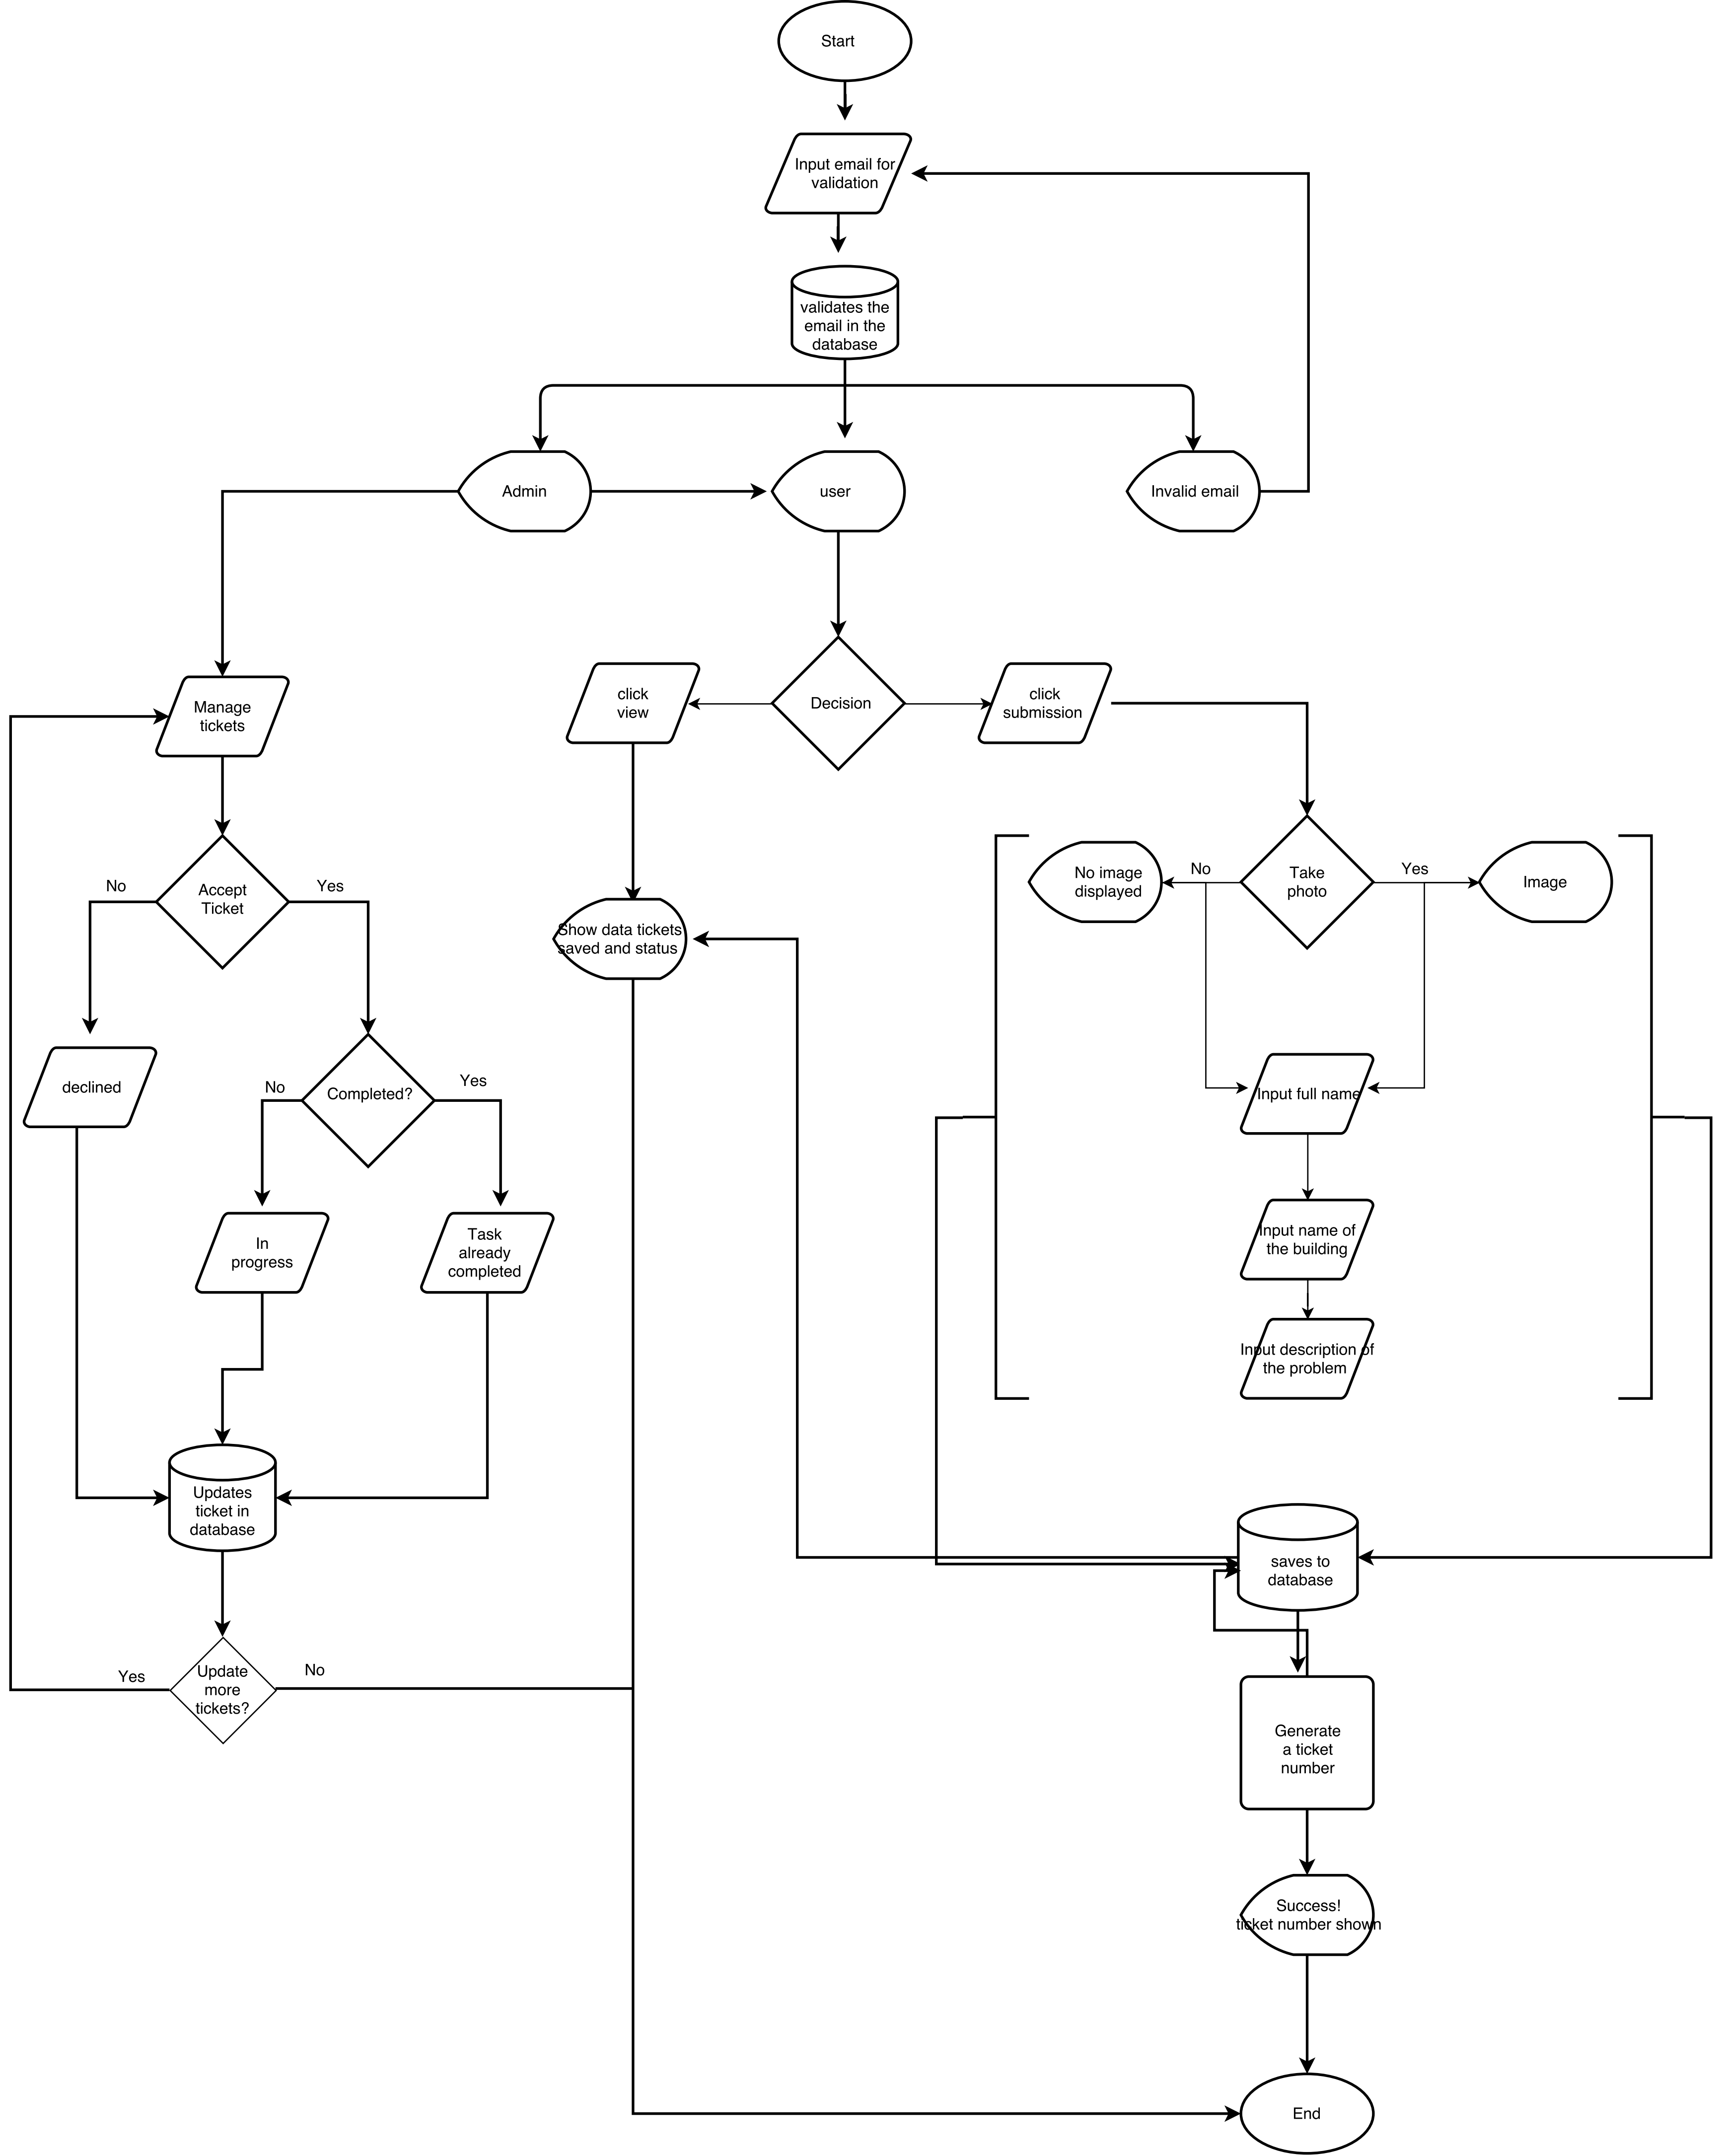 Start
Input email for
validation
validates the
email in the
database
Admin
user
Invalid email
Manage
tickets
click
view
Decision
click
submission
No
Accept
Ticket
Yes
No image
displayed
No
Take
photo
Yes
Image
Show data tickets
saved and status
declined
No
Completed?
Yes
Input full name
In
progress
Task
already
completed
Input name of
the building
Input description of
the problem
Updates
ticket in
database
saves to
database
Yes
Update
more
tickets?
No
Generate
a ticket
number
Success!
ticket number shown
End